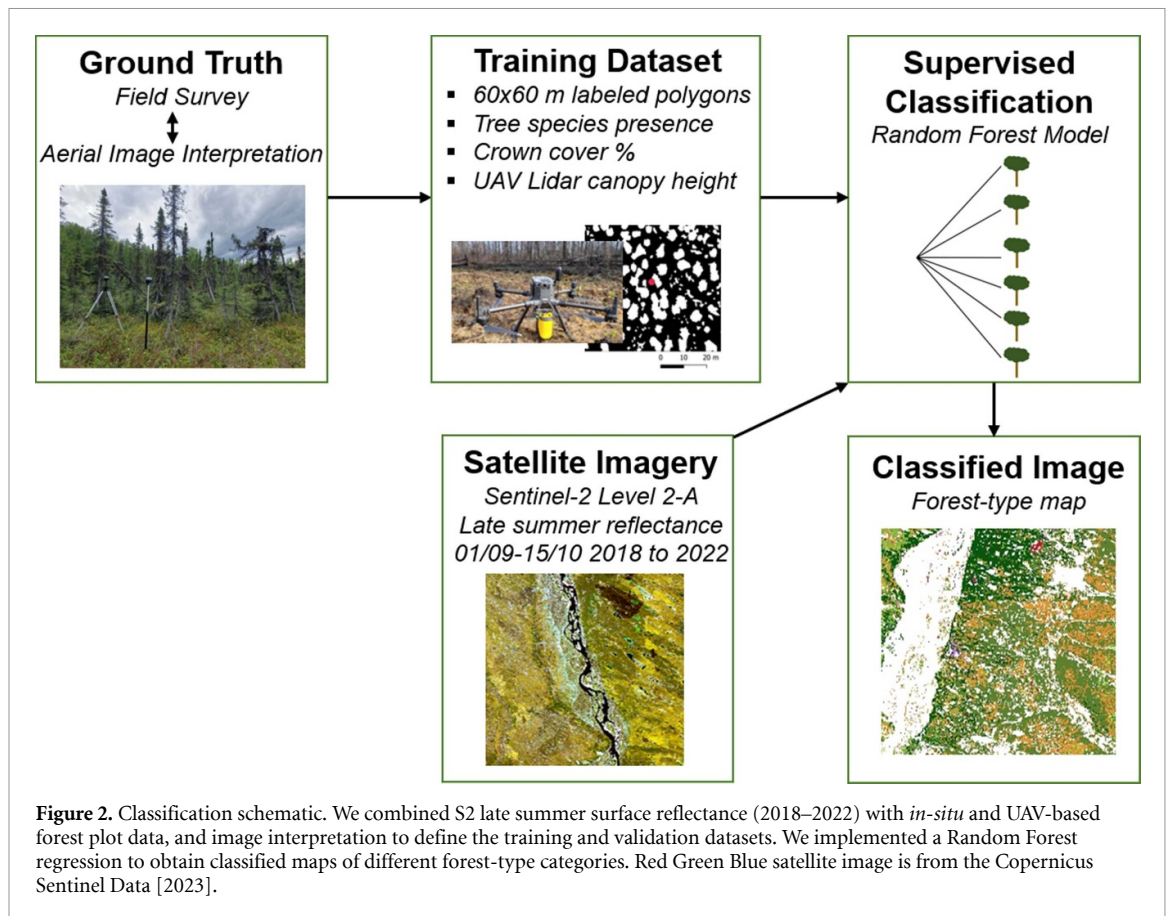 Ground Truth
Field Survey
Aerial Image Interpretation
Training Dataset
▪ 60x60 m labeled polygons
▪ Tree species presence
▪ Crown cover %
▪ UAV Lidar canopy height
0 10 20 m
Supervised
Classification
Random Forest Model
Satellite Imagery
Sentinel-2 Level 2-A
Late summer reflectance
01/09-15/10 2018 to 2022
Classified Image
Forest-type map
Figure 2. Classification schematic. We combined S2 late summer surface reflectance (2018–2022) with in-situ and UAV-based
forest plot data, and image interpretation to define the training and validation datasets. We implemented a Random Forest
regression to obtain classified maps of different forest-type categories. Red Green Blue satellite image is from the Copernicus
Sentinel Data [2023].